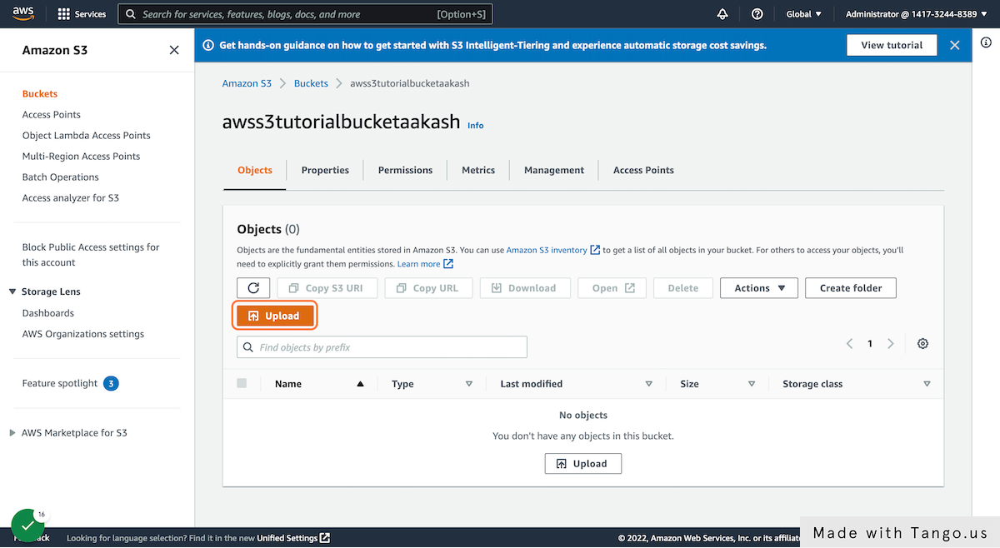 aws
Services
Search for services, features, blogs, docs, and more
[Option+S]
Global
Administrator @ 1417-3244-8389
Amazon S3
Get hands-on guidance on how to get started with S3 Intelligent-Tiering and experience automatic storage cost savings.
View tutorial
Buckets
Access Points
Object Lambda Access Points
Multi-Region Access Points
Batch Operations
Access analyzer for S3
Block Public Access settings for
this account
Storage Lens
Dashboards
AWS Organizations settings
Feature spotlight 3
AWS Marketplace for S3
Amazon S3 Buckets awss3tutorialbucketaakash
awss3tutorialbucketaakash Info
Objects Properties Permissions Metrics Management Access Points
Objects (0)
Objects are the fundamental entities stored in Amazon S3. You can use Amazon S3 inventory to get a list of all objects in your bucket. For others to access your objects, you'll
need to explicitly grant them permissions. Learn more
Copy S3 URI Copy URL Download Open Delete Actions Create folder
Upload
Find objects by prefix
1
Name Type Last modified Size Storage class
No objects
You don't have any objects in this bucket.
Upload
16
Looking for language selection? Find it in the new Unified Settings
© 2022, Amazon Web Services, Inc. or its affiliate
Made with Tango.us